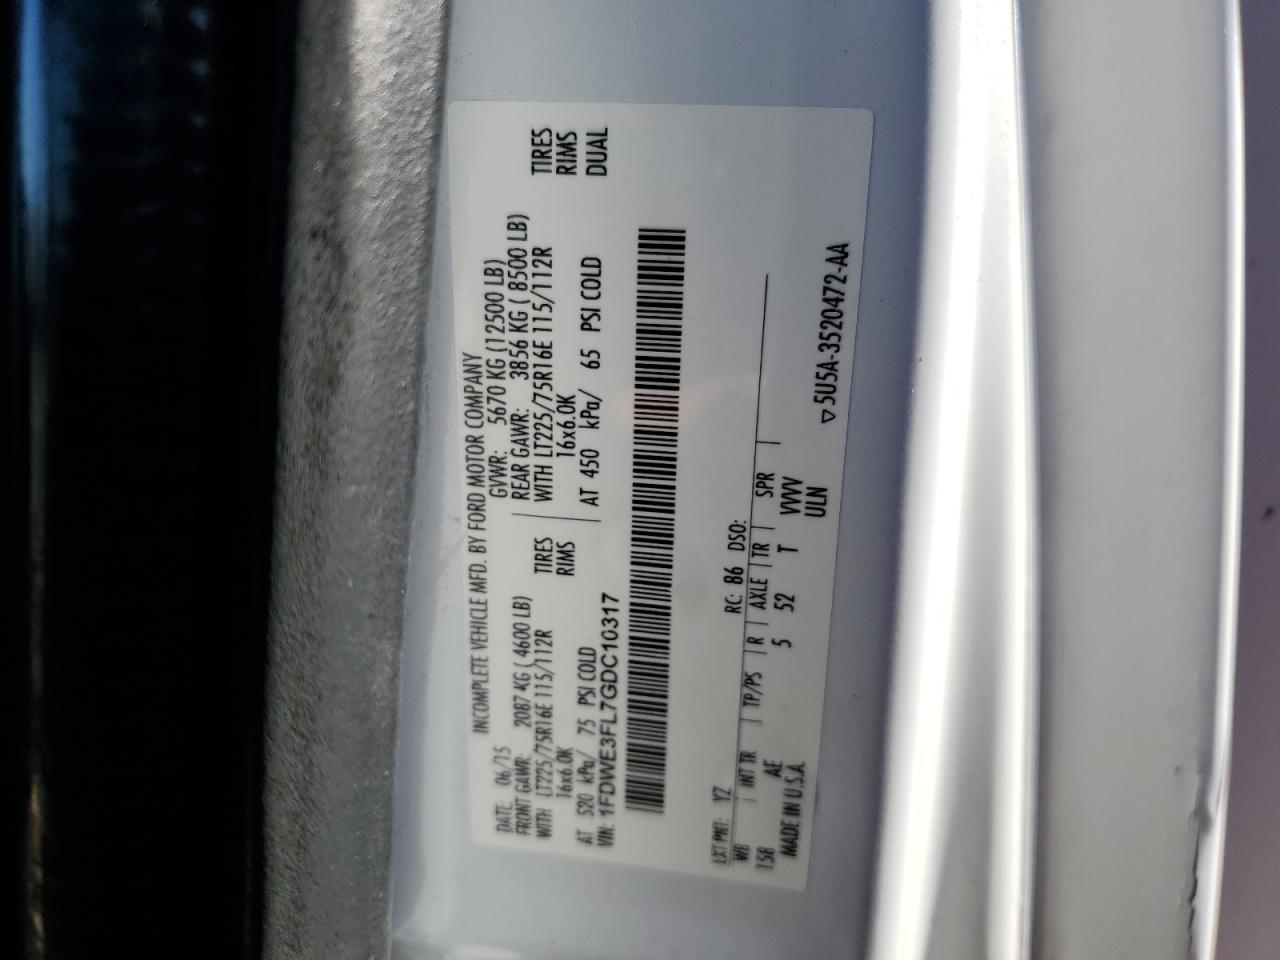 INCOMPLETE VEHICLE MFD. BY FORD MOTOR COMPANY
DATE: 06/15 GVWR: 5670 KG (12500 LB)
FRONT GAWR: 2087 KG ( 4600 LB) REAR GAWR: 3856 KG ( 8500 LB)
WITH LT225/75R16E 115/112R TIRES WITH LT225/75R16E 115/112R TIRES
16x6.0K RIMS 16x6.0K RIMS
AT 520 kPa/ 75 PSI COLD AT 450 kPa/ 65 PSI COLD DUAL
VIN: 1FDWE3FL7GDC10317
EXT PNT: YZ RC: 86 DSO:
WB INT TR TP/PS R AXLE TR SPR
158 AE 5 52 T VVV
MADE IN U.S.A. ULN
5U5A-3520472-AA